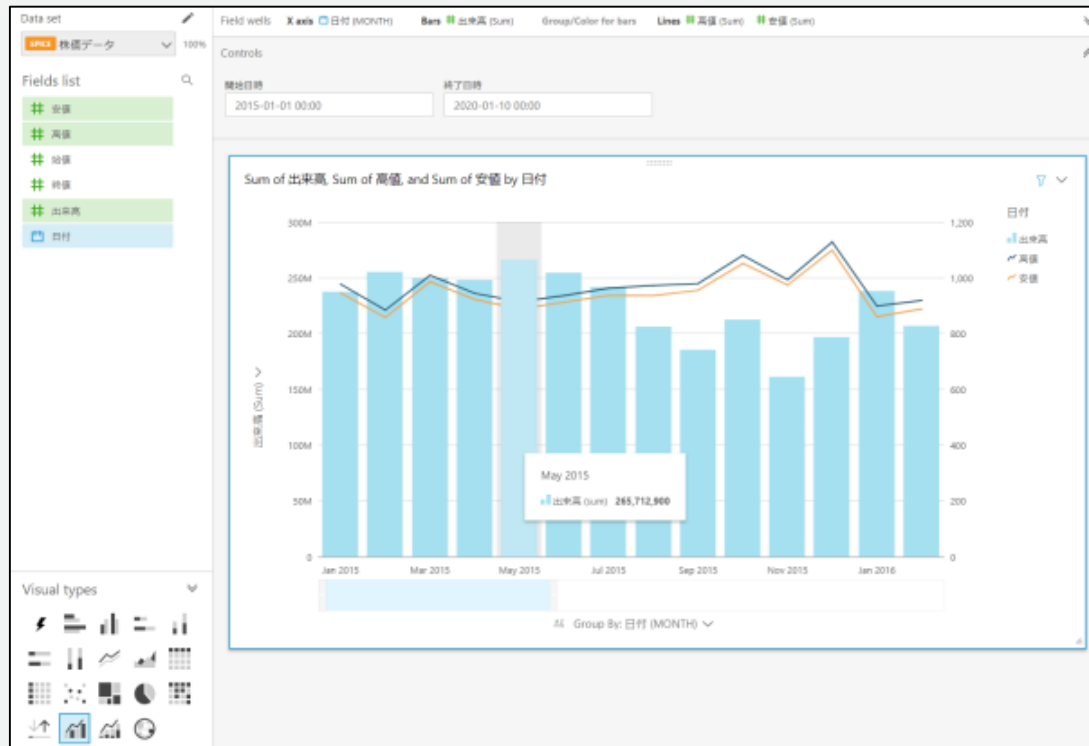 Data set
SPICE 株価データ 100%
Fields list
安値
高値
始値
終値
出来高
日付
Visual types
Field wells X axis 日付 (MONTH) Bars 出来高 (Sum) Group/Color for bars Lines 高値 (Sum) 安値 (Sum)
Controls
開始日時 終了日時
2015-01-01 00:00 2020-01-10 00:00
Sum of 出来高, Sum of 高値, and Sum of 安値 by 日付
300M 1,200
250M 1,000
200M 800
150M 600
100M 400
50M 200
0 0
出来高 (Sum)
May 2015
出来高 (sum) 265,712,900
Jan 2015 Mar 2015 May 2015 Jul 2015 Sep 2015 Nov 2015 Jan 2016
Group By: 日付 (MONTH)
日付
出来高
高値
安値